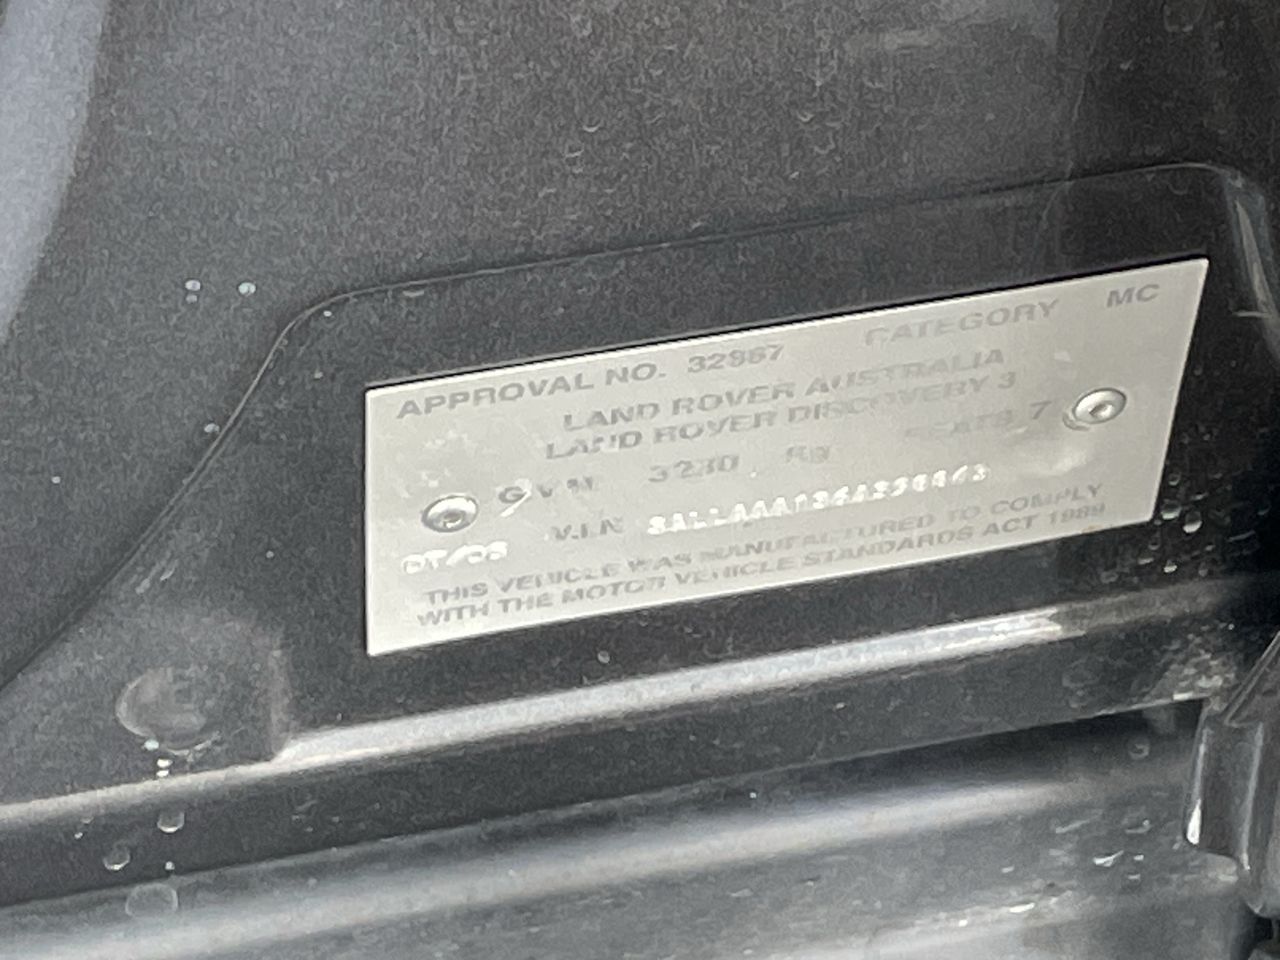 APPROVAL NO. 32987 CATEGORY MC
LAND ROVER AUSTRALIA
LAND ROVER DISCOVERY 3
G.V.M. 3230 Kg SEATS 7
V.I.N
THIS VEHICLE WAS MANUFACTURED TO COMPLY
WITH THE MOTOR VEHICLE STANDARDS ACT 1989